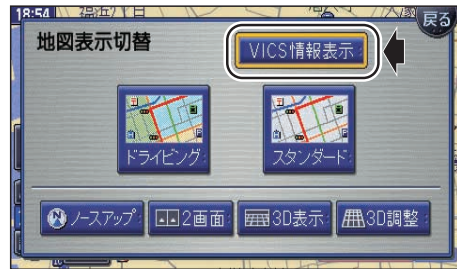 18:54
戻る
地図表示切替
VICS情報表示
ドライビング
スタンダード
N ノースアップ
2画面
3D表示
3D調整